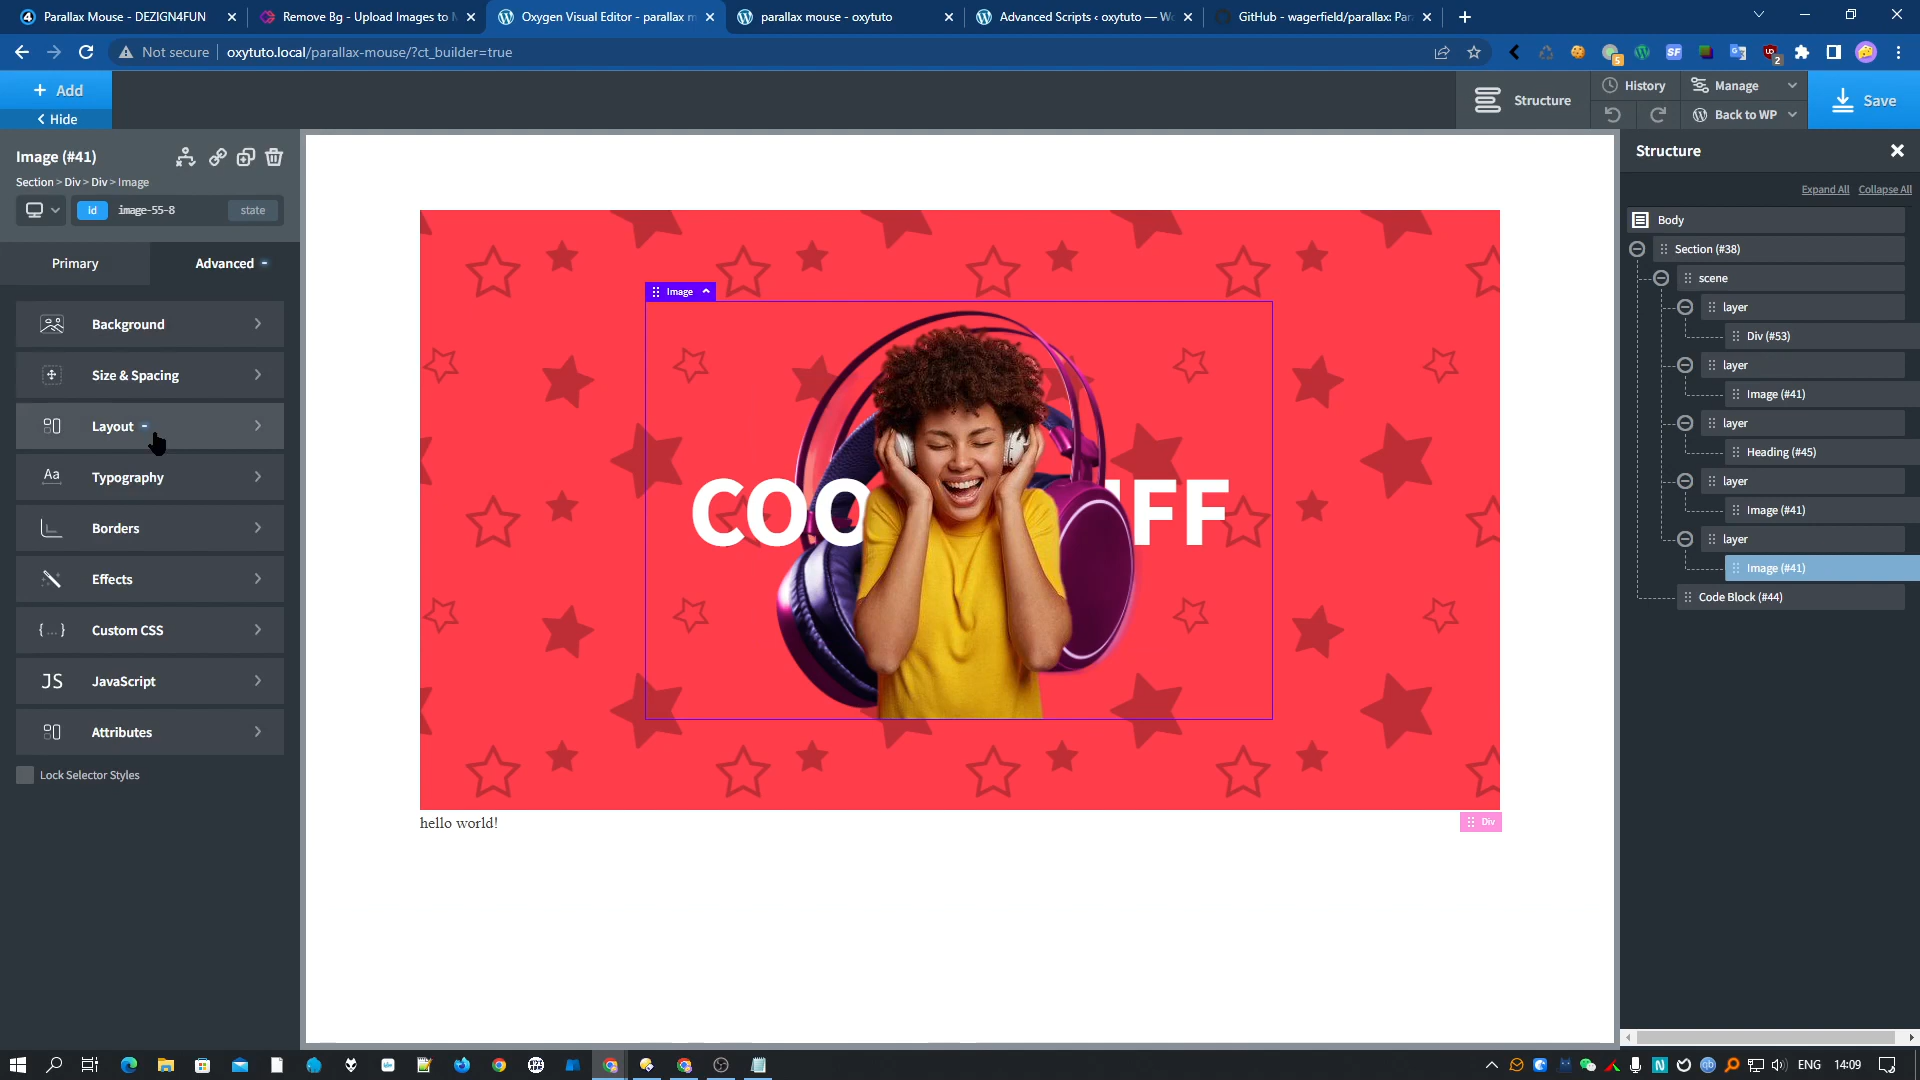 Parallax Mouse - DEZIGN4FUN
Remove Bg - Upload Images to
Oxygen Visual Editor - parallax m
parallax mouse - oxytuto
Advanced Scripts ‹ oxytuto — Wo
GitHub - wagerfield/parallax: Par
Not secure
oxytuto.local/parallax-mouse/?ct_builder=true
+ Add
< Hide
Structure
History
Manage
Back to WP
Save
Image (#41)
Section > Div > Div > Image
id
image-55-8
state
Primary
Advanced
Background
Size & Spacing
Layout
Aa
Typography
Borders
Effects
{...}
Custom CSS
JS
JavaScript
Attributes
Lock Selector Styles
Image
COO
FF
hello world!
Div
Structure
Expand All
Collapse All
Body
Section (#38)
scene
layer
Div (#53)
layer
Image (#41)
layer
Heading (#45)
layer
Image (#41)
layer
Image (#41)
Code Block (#44)
ENG
14:09